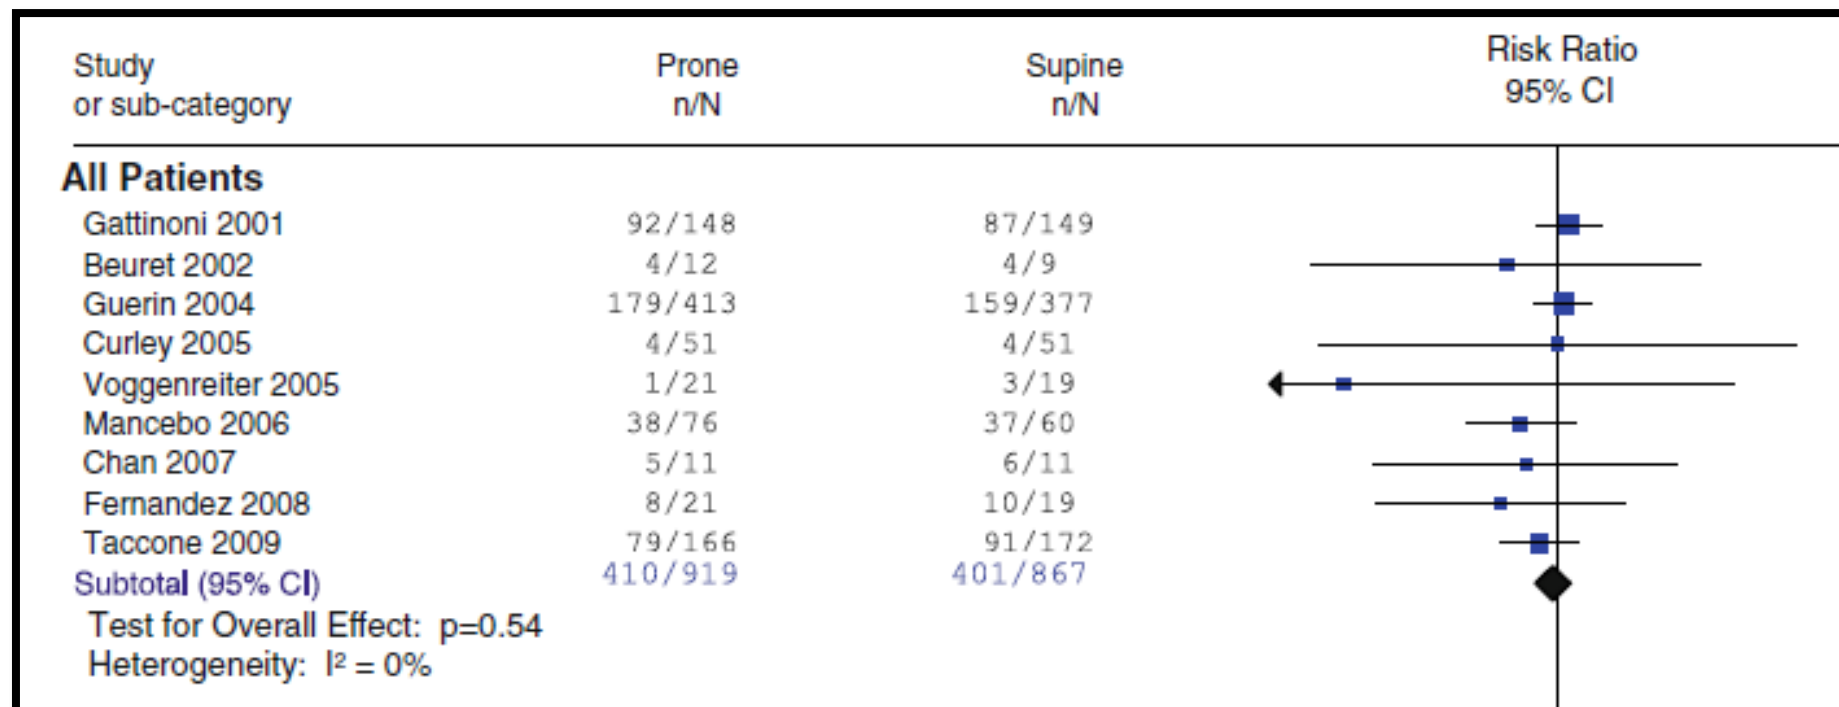 Study Prone Supine Risk Ratio
or sub-category n/N n/N 95% CI
All Patients
Gattinoni 2001 92/148 87/149
Beuret 2002 4/12 4/9
Guerin 2004 179/413 159/377
Curley 2005 4/51 4/51
Voggenreiter 2005 1/21 3/19
Mancebo 2006 38/76 37/60
Chan 2007 5/11 6/11
Fernandez 2008 8/21 10/19
Taccone 2009 79/166 91/172
Subtotal (95% CI) 410/919 401/867
Test for Overall Effect: p=0.54
Heterogeneity: I² = 0%